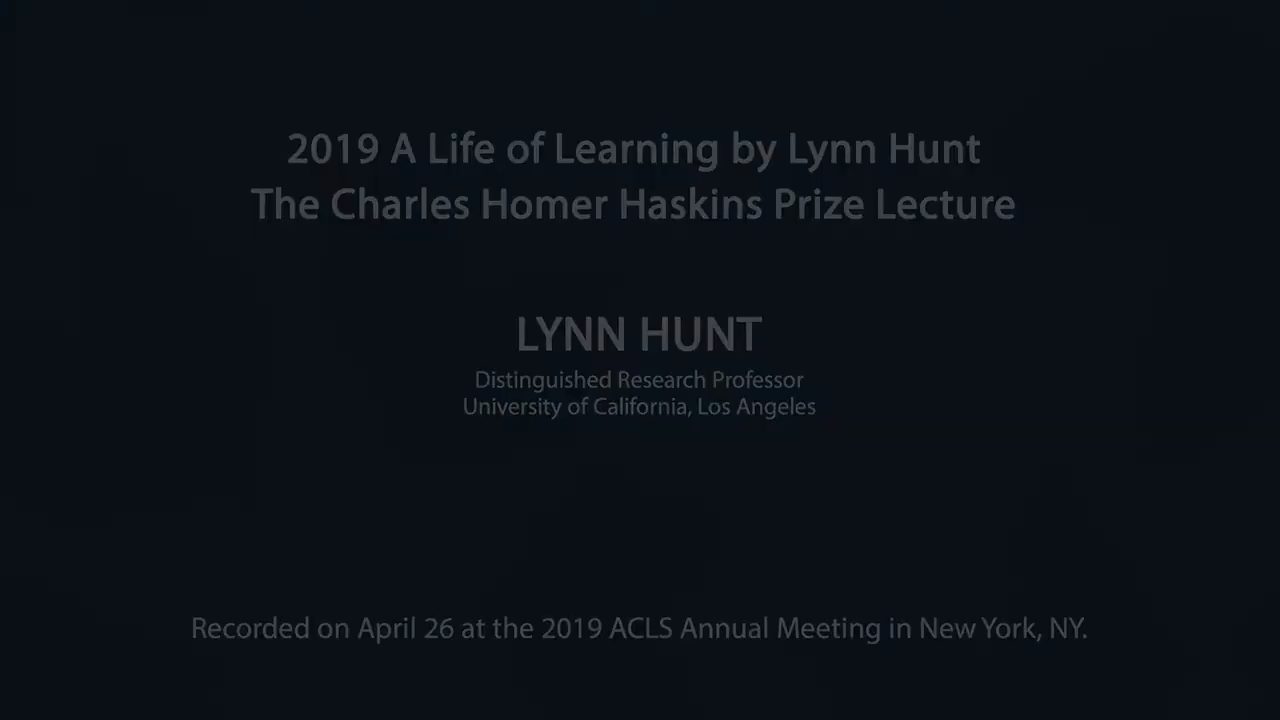 2019 A Life of Learning by Lynn Hunt
The Charles Homer Haskins Prize Lecture
LYNN HUNT
Distinguished Research Professor
University of California, Los Angeles
Recorded on April 26 at the 2019 ACLS Annual Meeting in New York, NY.